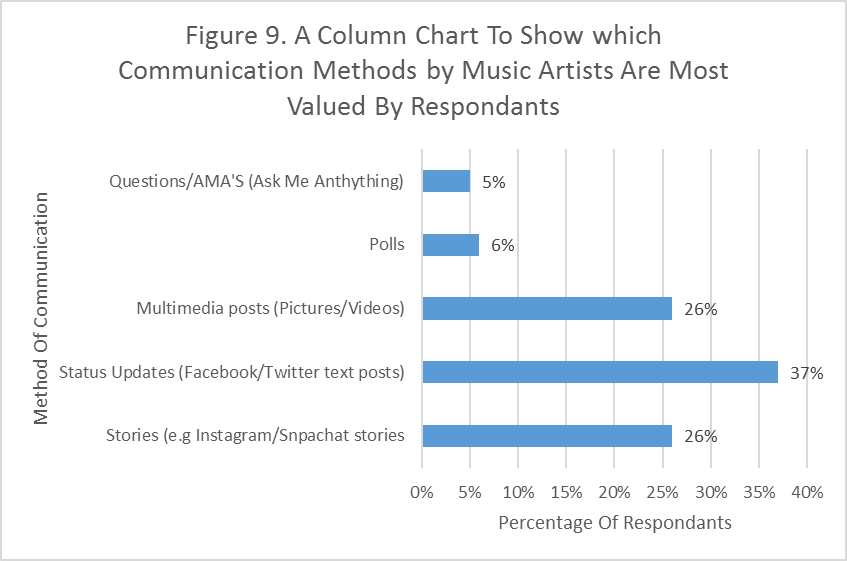 Figure 9. A Column Chart To Show which
Communication Methods by Music Artists Are Most
Valued By Respondants
Method Of Communication
Questions/AMA'S (Ask Me Anthything)
5%
Polls
6%
Multimedia posts (Pictures/Videos)
26%
Status Updates (Facebook/Twitter text posts)
37%
Stories (e.g Instagram/Snpachat stories
26%
0% 5% 10% 15% 20% 25% 30% 35% 40%
Percentage Of Respondants